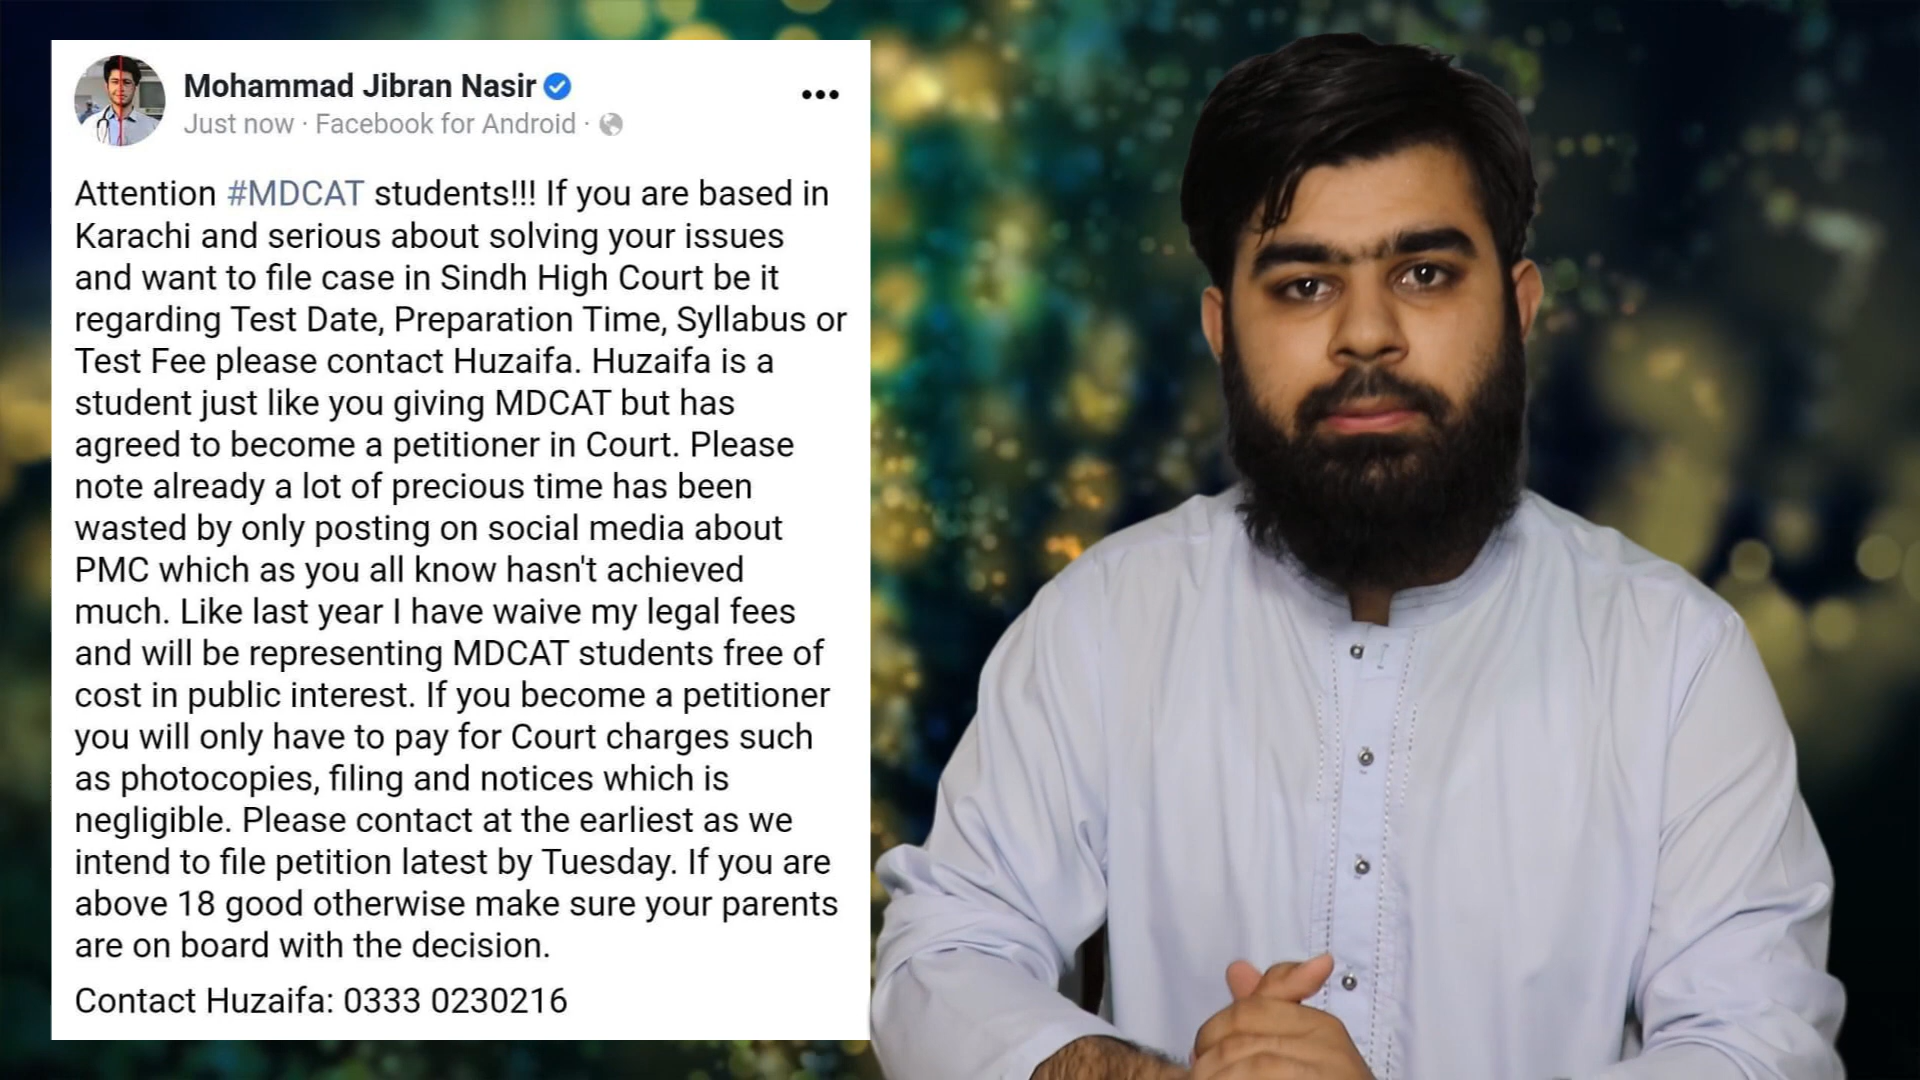 Mohammad Jibran Nasir
Just now · Facebook for Android ·
Attention #MDCAT students!!! If you are based in
Karachi and serious about solving your issues
and want to file case in Sindh High Court be it
regarding Test Date, Preparation Time, Syllabus or
Test Fee please contact Huzaifa. Huzaifa is a
student just like you giving MDCAT but has
agreed to become a petitioner in Court. Please
note already a lot of precious time has been
wasted by only posting on social media about
PMC which as you all know hasn't achieved
much. Like last year I have waive my legal fees
and will be representing MDCAT students free of
cost in public interest. If you become a petitioner
you will only have to pay for Court charges such
as photocopies, filing and notices which is
negligible. Please contact at the earliest as we
intend to file petition latest by Tuesday. If you are
above 18 good otherwise make sure your parents
are on board with the decision.
Contact Huzaifa: 0333 0230216